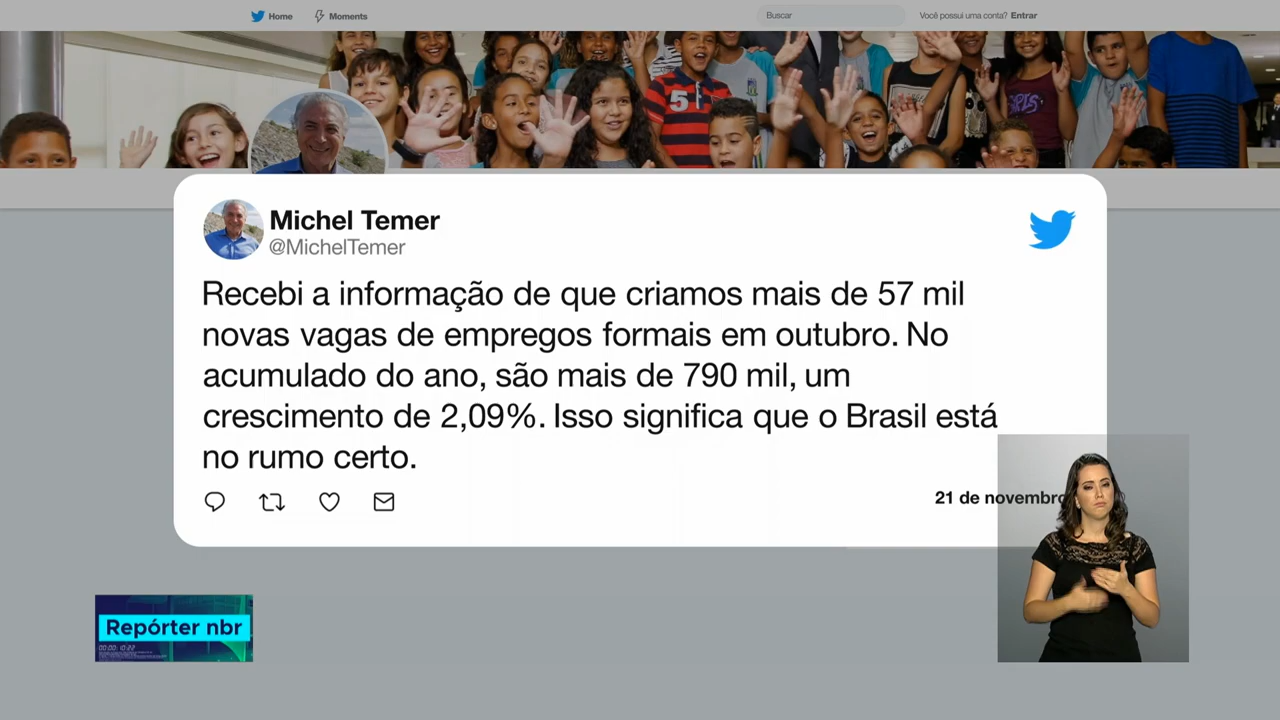 Home
Moments
Buscar
Você possui uma conta? Entrar
5
Michel Temer
@MichelTemer
Recebi a informação de que criamos mais de 57 mil
novas vagas de empregos formais em outubro. No
acumulado do ano, são mais de 790 mil, um
crescimento de 2,09%. Isso significa que o Brasil está
no rumo certo.
21 de novembro
Repórter nbr